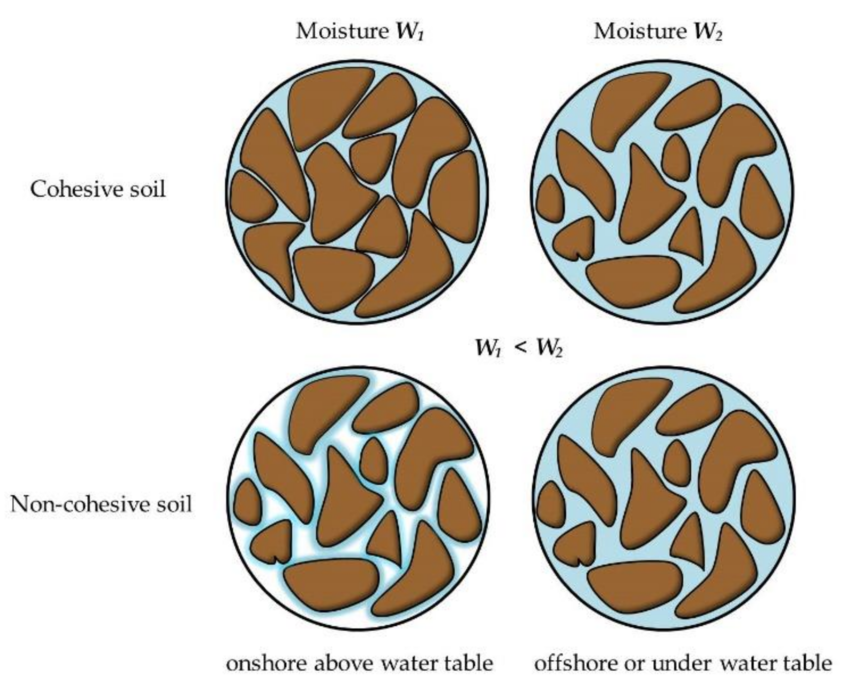 Moisture W₁
Moisture W₂
Cohesive soil
W₁ < W₂
Non-cohesive soil
onshore above water table
offshore or under water table